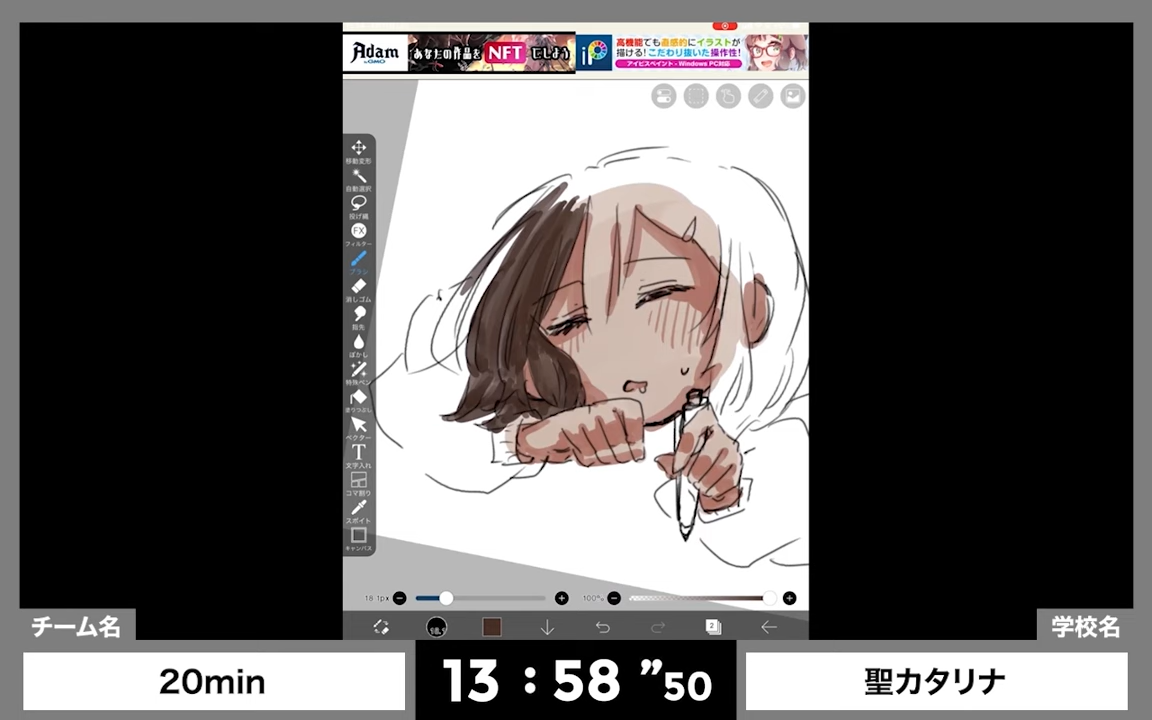 Adam
byGMO
あなたの作品を NFT にしよう
iP
高機能でも直感的にイラストが
描ける！こだわり抜いた操作性！
アイビスペイント - Windows PC対応
移動変形
自動選択
投げ縄
FX
フィルター
ブラシ
消しゴム
指先
ぼかし
特殊ペン
塗りつぶし
ベクター
T
文字入れ
コマ割り
スポイト
キャンバス
100%
2
チーム名
学校名
20min
13 : 58 ”50
聖カタリナ